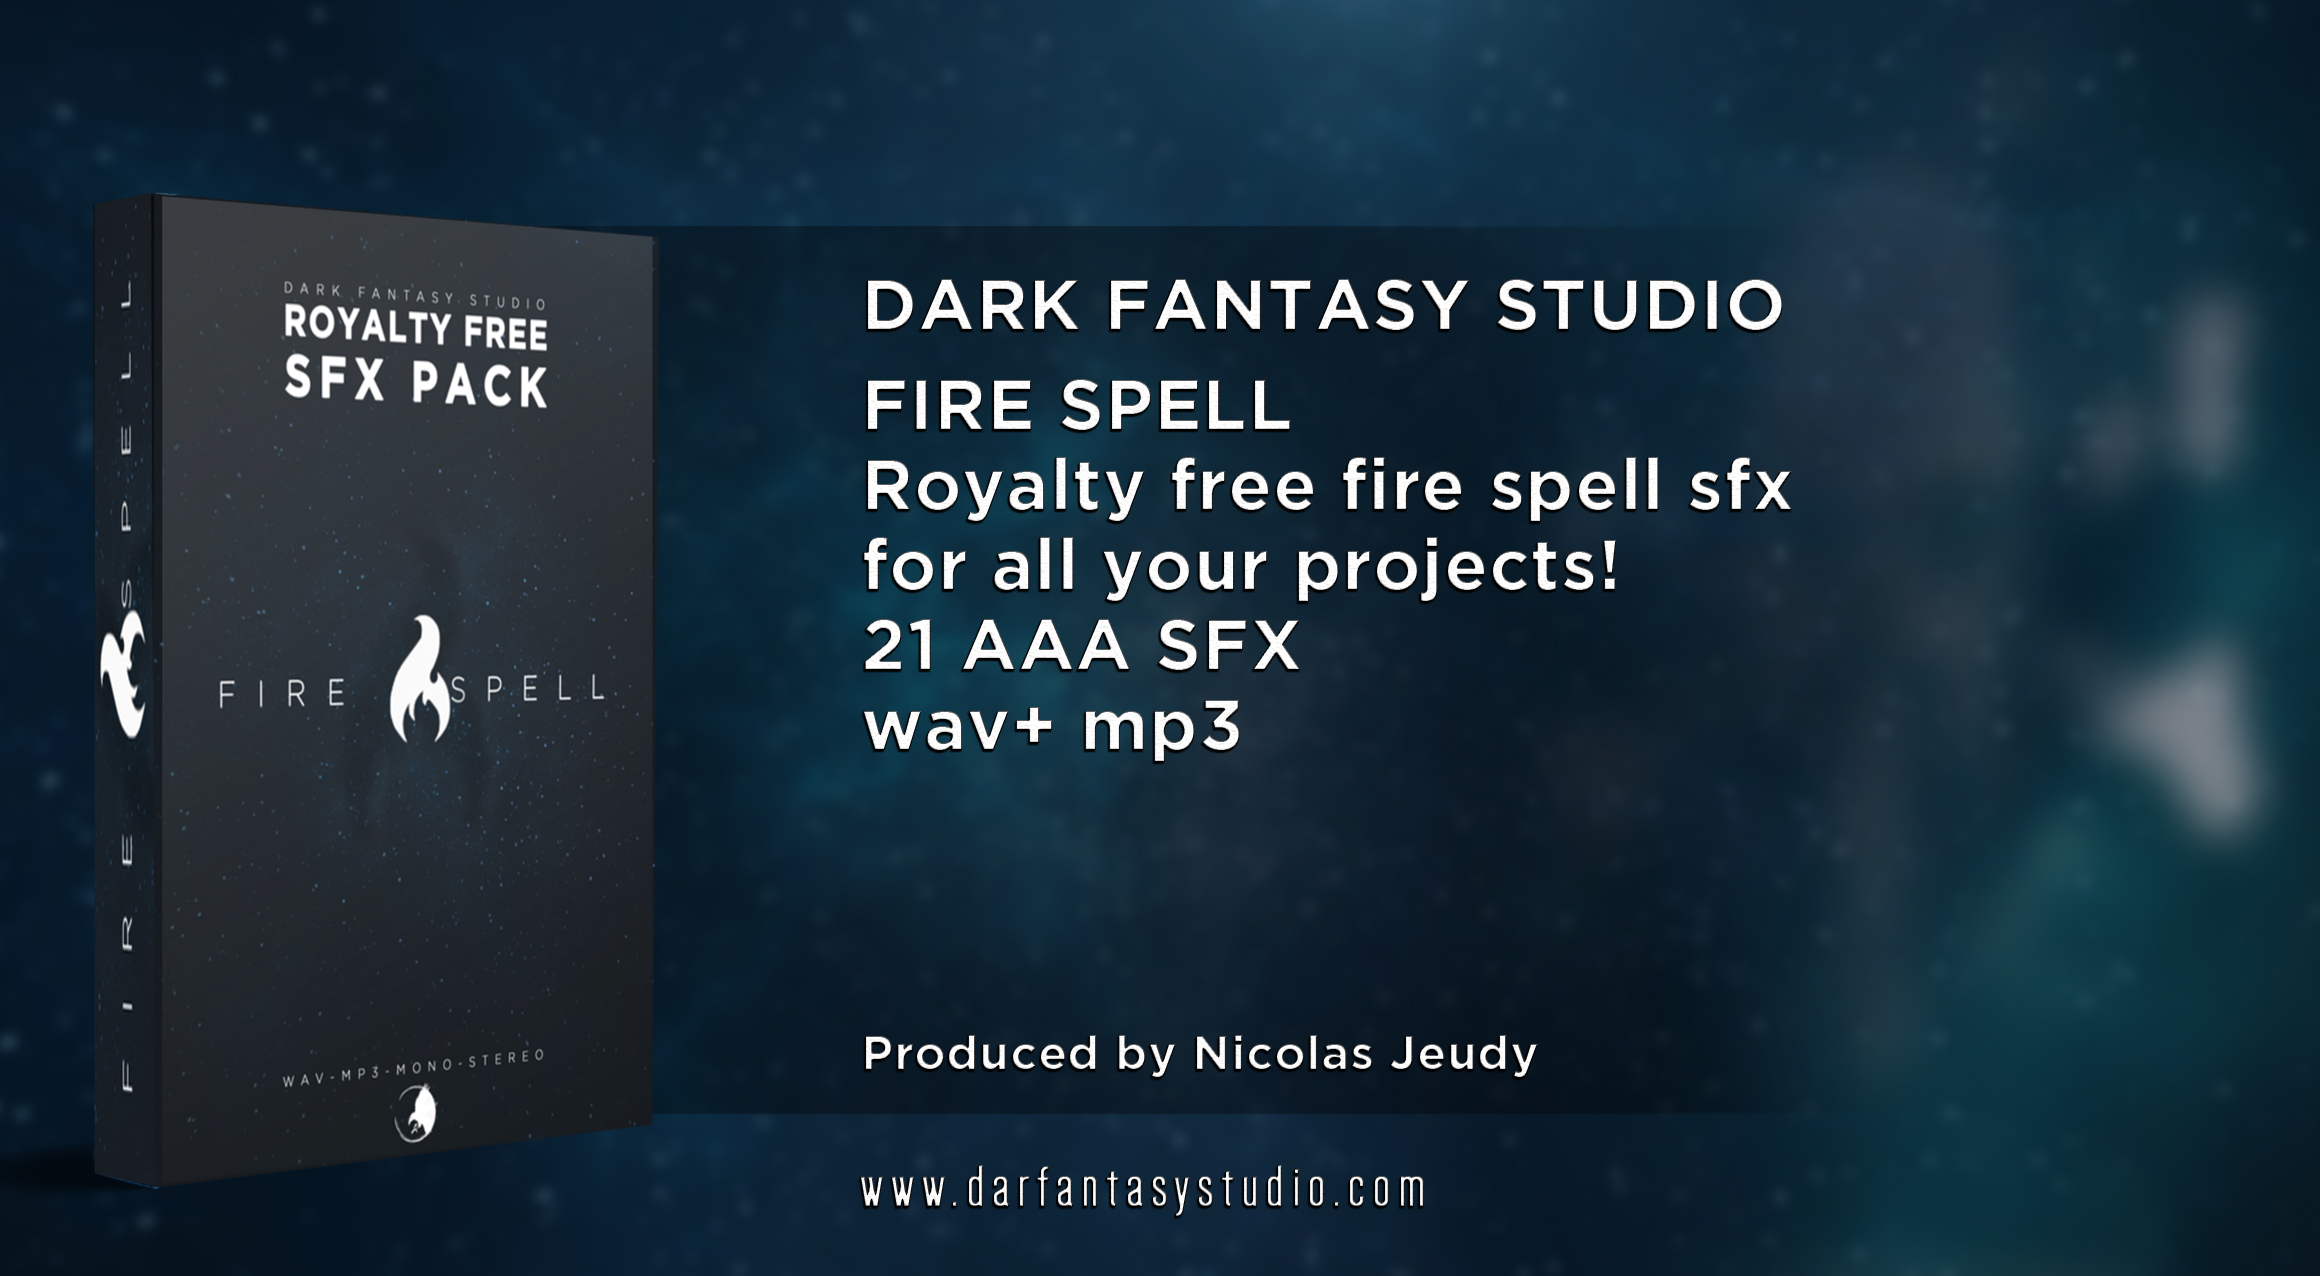 FIRE SPELL
DARK FANTASY STUDIO
ROYALTY FREE
SFX PACK
FIRE SPELL
WAV-MP3-MONO-STEREO
DARK FANTASY STUDIO
FIRE SPELL
Royalty free fire spell sfx
for all your projects!
21 AAA SFX
wav+ mp3
Produced by Nicolas Jeudy
www.darfantasystudio.com